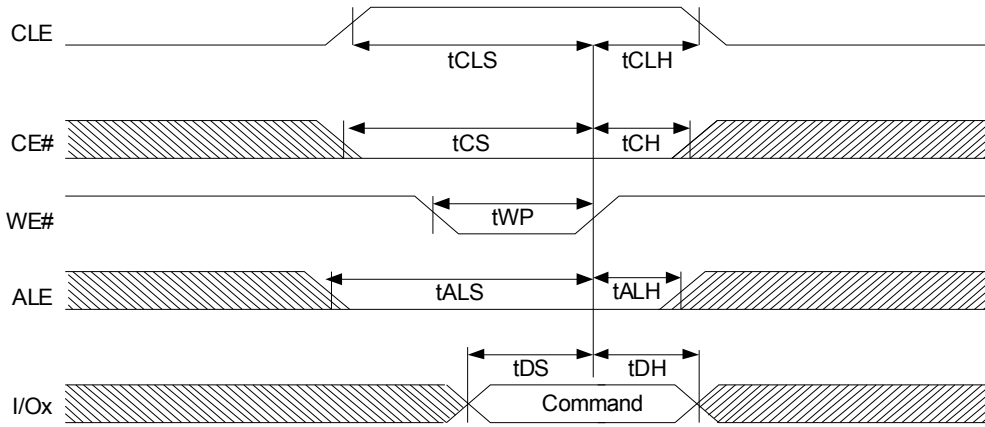 CLE
tCLS
tCLH
CE#
tCS
tCH
WE#
tWP
ALE
tALS
tALH
tDS
tDH
I/Ox
Command